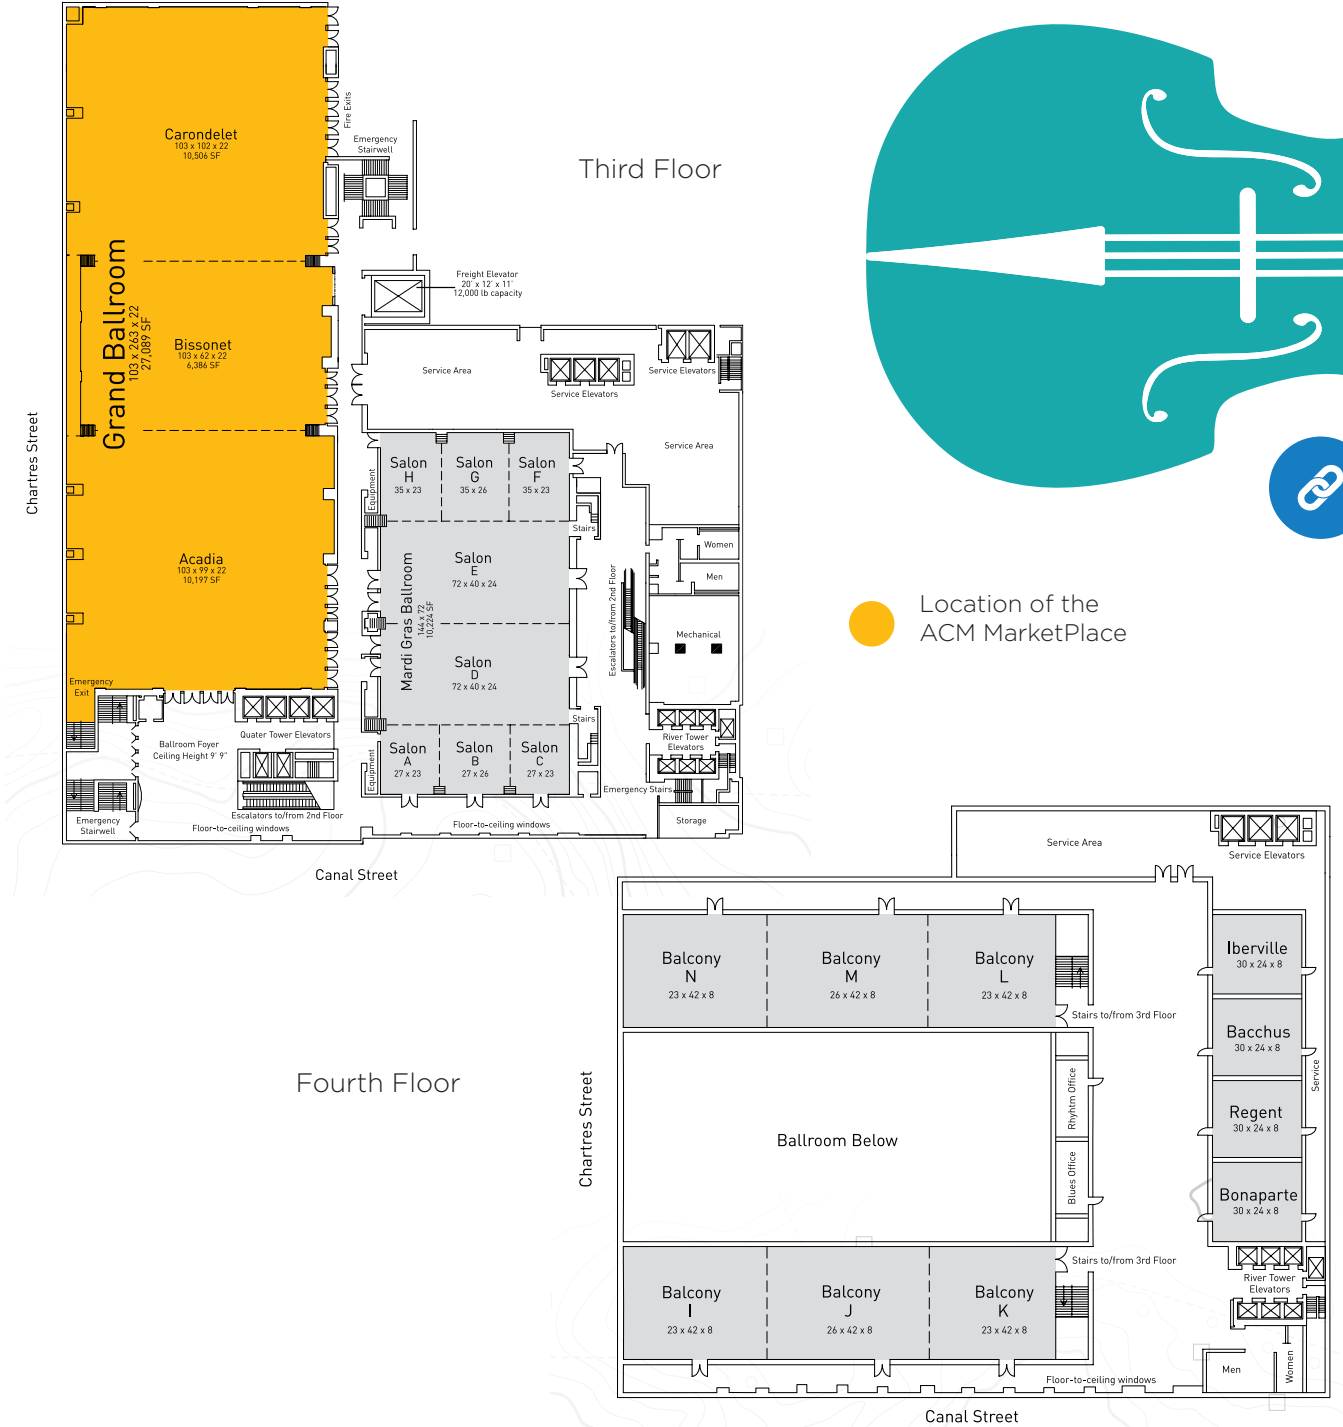 Third Floor
Carondelet
103 x 102 x 22
10,506 SF
Fire Exits
Emergency
Stairwell
Freight Elevator
20' x 12' x 11'
12,000 lb capacity
Grand Ballroom
103 x 263 x 22
27,089 SF
Bissonet
103 x 62 x 22
6,386 SF
Service Area
Service Elevators
Service Elevators
Service Area
Chartres Street
Acadia
103 x 99 x 22
10,197 SF
Equipment
Salon
H
35 x 23
Salon
G
35 x 26
Salon
F
35 x 23
Stairs
Women
Men
Mardi Gras Ballroom
144 x 72
10,224 SF
Salon
E
72 x 40 x 24
Escalators to/from 2nd Floor
Mechanical
Salon
D
72 x 40 x 24
Emergency
Exit
Stairs
Quater Tower Elevators
Ballroom Foyer
Ceiling Height 9' 9"
River Tower
Elevators
Equipment
Salon
A
27 x 23
Salon
B
27 x 26
Salon
C
27 x 23
Emergency Stairs
Escalators to/from 2nd Floor
Emergency
Stairwell
Floor-to-ceiling windows
Floor-to-ceiling windows
Storage
Canal Street
Location of the
ACM MarketPlace
Fourth Floor
Service Area
Service Elevators
Balcony
N
23 x 42 x 8
Balcony
M
26 x 42 x 8
Balcony
L
23 x 42 x 8
Iberville
30 x 24 x 8
Stairs to/from 3rd Floor
Bacchus
30 x 24 x 8
Service
Chartres Street
Rhyhtm Office
Regent
30 x 24 x 8
Ballroom Below
Blues Office
Bonaparte
30 x 24 x 8
Stairs to/from 3rd Floor
River Tower
Elevators
Balcony
I
23 x 42 x 8
Balcony
J
26 x 42 x 8
Balcony
K
23 x 42 x 8
Men
Women
Floor-to-ceiling windows
Canal Street